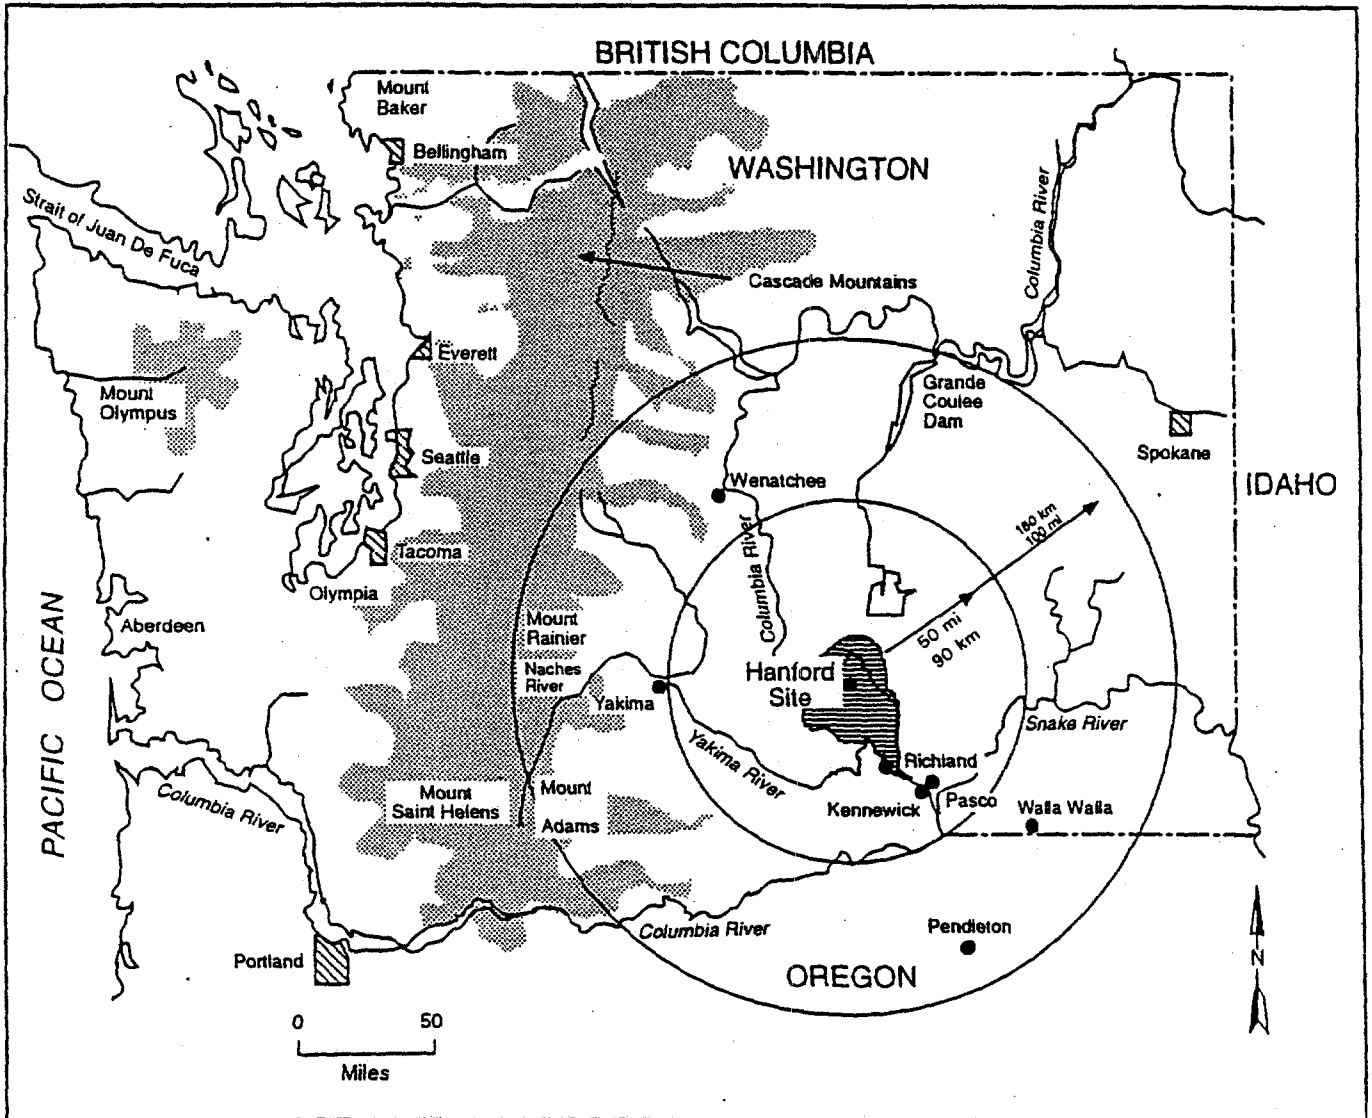 BRITISH COLUMBIA
Mount
Baker
Bellingham
WASHINGTON
Strait of Juan De Fuca
Columbia River
Cascade Mountains
Everett
Mount
Olympus
Grande
Coulee
Dam
Seattle
Spokane
Wenatchee
IDAHO
160 km
100 mi
Columbia River
Tacoma
Olympia
PACIFIC OCEAN
Aberdeen
Mount
Rainier
50 mi
90 km
Naches
River
Hanford
Site
Yakima
Snake River
Yakima River
Richland
Mount
Saint Helens
Mount
Adams
Columbia River
Kennewick
Pasco
Walla Walla
Columbia River
Pendleton
Portland
OREGON
N
0 50
Miles